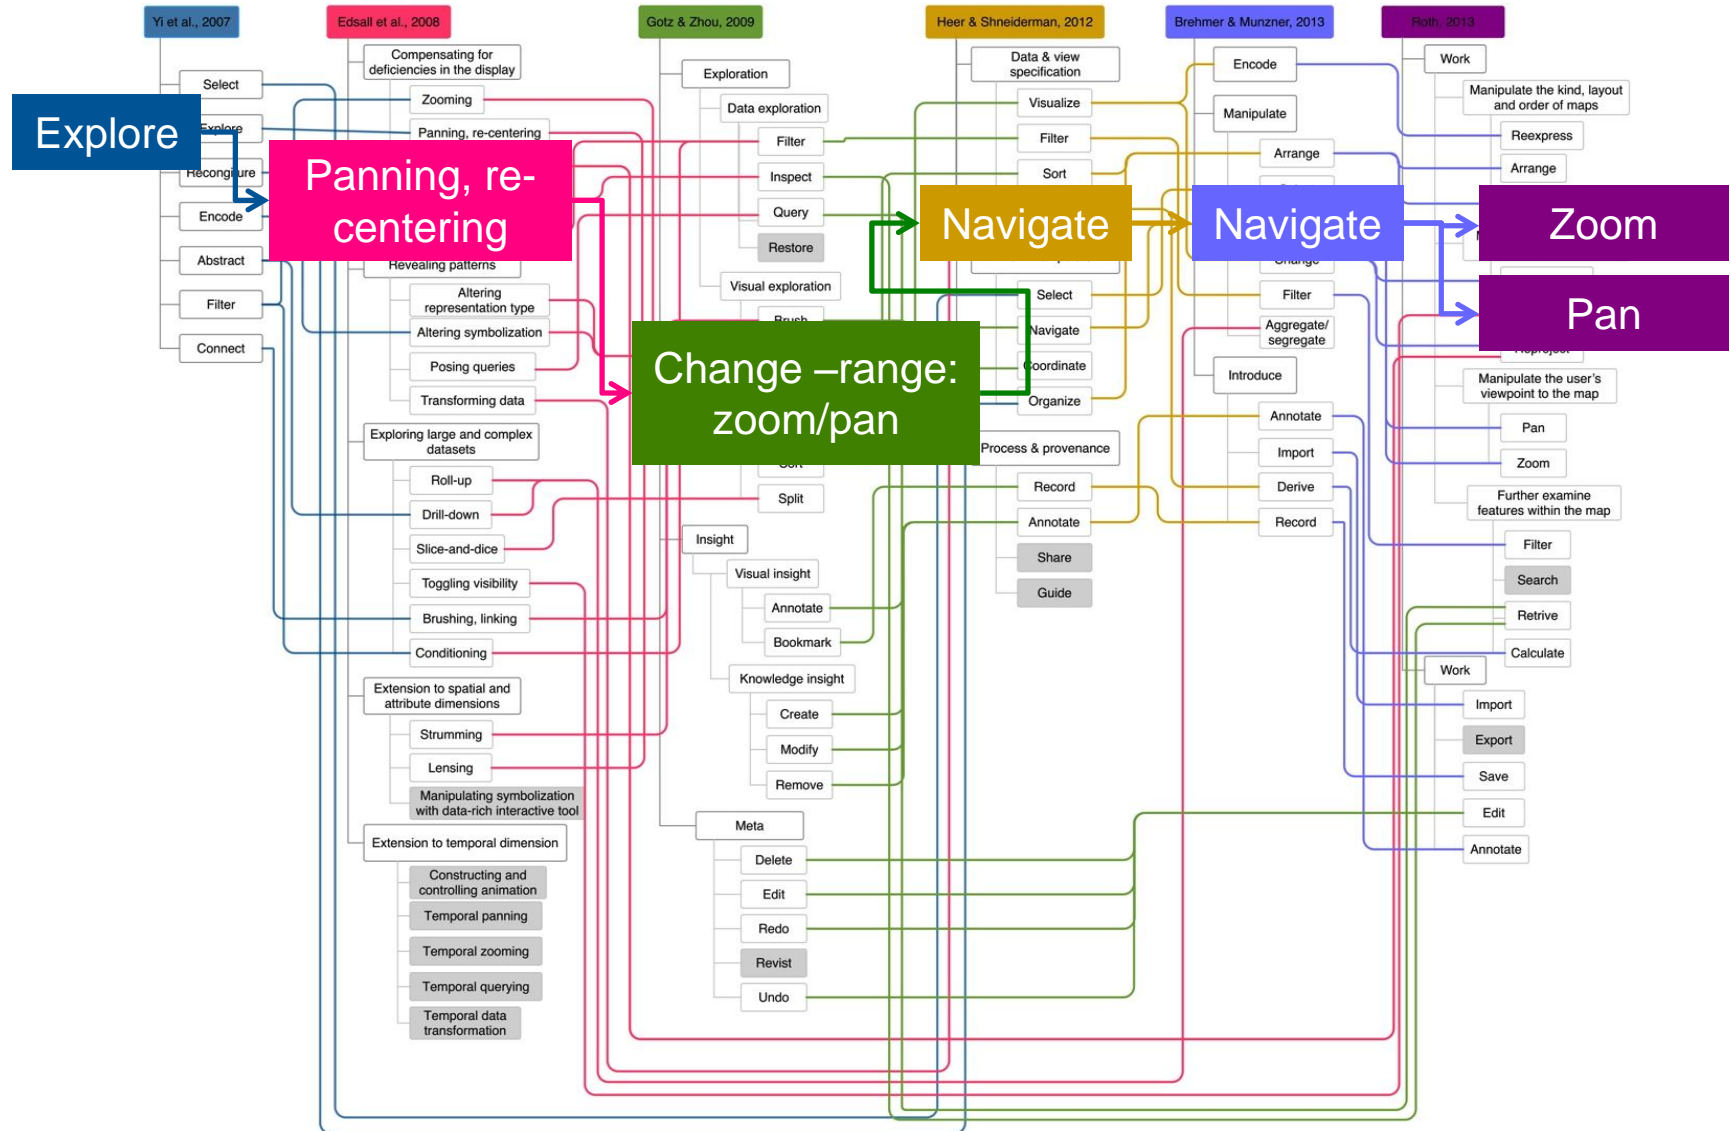 Yi et al., 2007
Select
Explore
Explore
Recongifure
Encode
Abstract
Filter
Connect
Edsall et al., 2008
Compensating for
deficiencies in the display
Zooming
Panning, re-centering
Panning, re-
centering
Revealing patterns
Altering
representation type
Altering symbolization
Posing queries
Transforming data
Exploring large and complex
datasets
Roll-up
Drill-down
Slice-and-dice
Toggling visibility
Brushing, linking
Conditioning
Extension to spatial and
attribute dimensions
Strumming
Lensing
Manipulating symbolization
with data-rich interactive tool
Extension to temporal dimension
Constructing and
controlling animation
Temporal panning
Temporal zooming
Temporal querying
Temporal data
transformation
Gotz & Zhou, 2009
Exploration
Data exploration
Filter
Inspect
Query
Restore
Visual exploration
Brush
Change –range:
zoom/pan
Sort
Split
Insight
Visual insight
Annotate
Bookmark
Knowledge insight
Create
Modify
Remove
Meta
Delete
Edit
Redo
Revist
Undo
Heer & Shneiderman, 2012
Data & view
specification
Visualize
Filter
Sort
Navigate
Select
Navigate
Coordinate
Organize
Process & provenance
Record
Annotate
Share
Guide
Brehmer & Munzner, 2013
Encode
Manipulate
Arrange
Navigate
Change
Filter
Aggregate/
segregate
Introduce
Annotate
Import
Derive
Record
Roth, 2013
Work
Manipulate the kind, layout
and order of maps
Reexpress
Arrange
Zoom
Pan
Reproject
Manipulate the user's
viewpoint to the map
Pan
Zoom
Further examine
features within the map
Filter
Search
Retrive
Calculate
Work
Import
Export
Save
Edit
Annotate